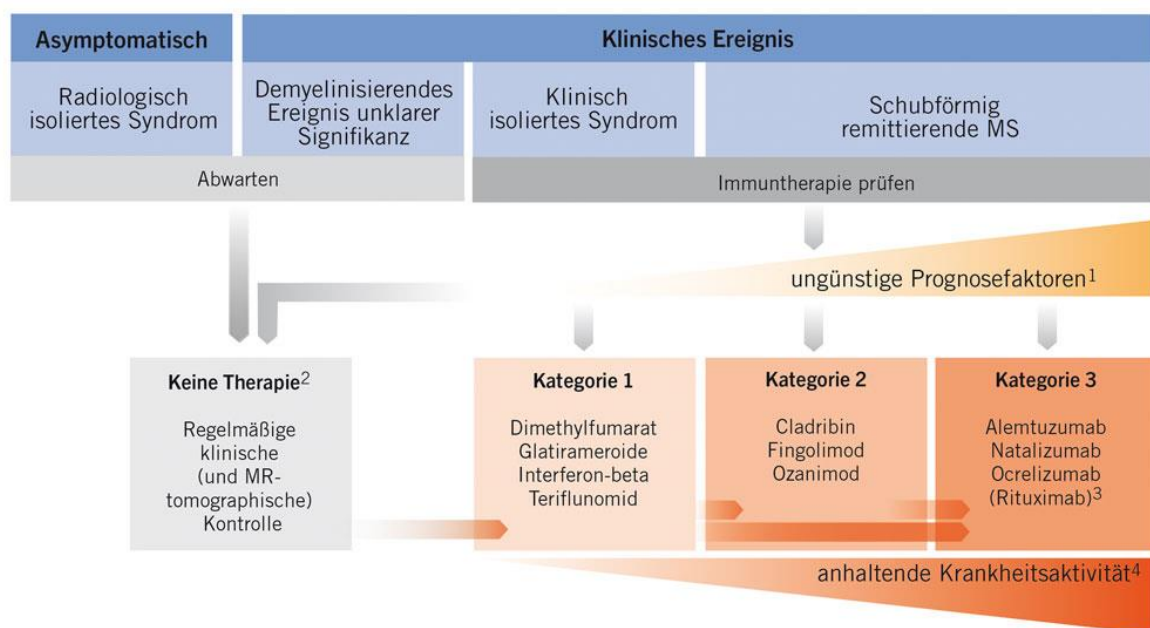 Asymptomatisch
Klinisches Ereignis
Radiologisch
isoliertes Syndrom
Demyelinisierendes
Ereignis unklarer
Signifikanz
Klinisch
isoliertes Syndrom
Schubförmig
remittierende MS
Abwarten
Immuntherapie prüfen
ungünstige Prognosefaktoren¹
Keine Therapie²
Regelmäßige
klinische
(und MR-
tomographische)
Kontrolle
Kategorie 1
Dimethylfumarat
Glatirameroide
Interferon-beta
Teriflunomid
Kategorie 2
Cladribin
Fingolimod
Ozanimod
Kategorie 3
Alemtuzumab
Natalizumab
Ocrelizumab
(Rituximab)³
anhaltende Krankheitsaktivität⁴